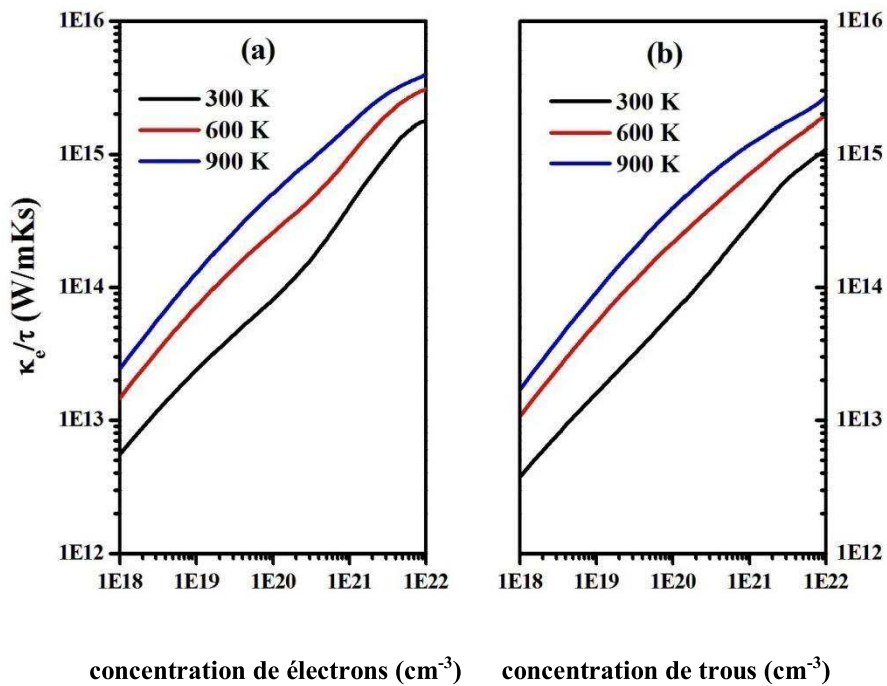 1E16
(a)
300 K
600 K
900 K
1E15
1E14
1E13
1E12
κe/τ (W/mKs)
1E18 1E19 1E20 1E21 1E22
concentration de électrons (cm-3)
1E16
(b)
300 K
600 K
900 K
1E15
1E14
1E13
1E12
1E18 1E19 1E20 1E21 1E22
concentration de trous (cm-3)